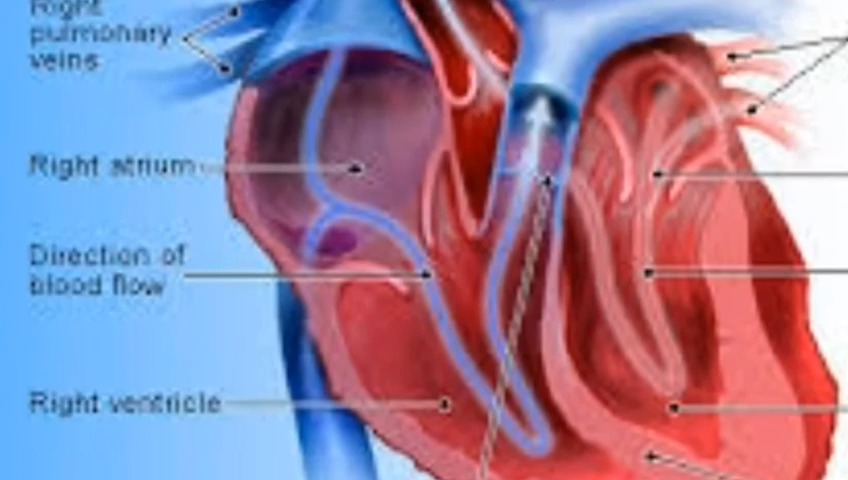 Right
pulmonary
veins
Right atrium
Direction of
blood flow
Right ventricle